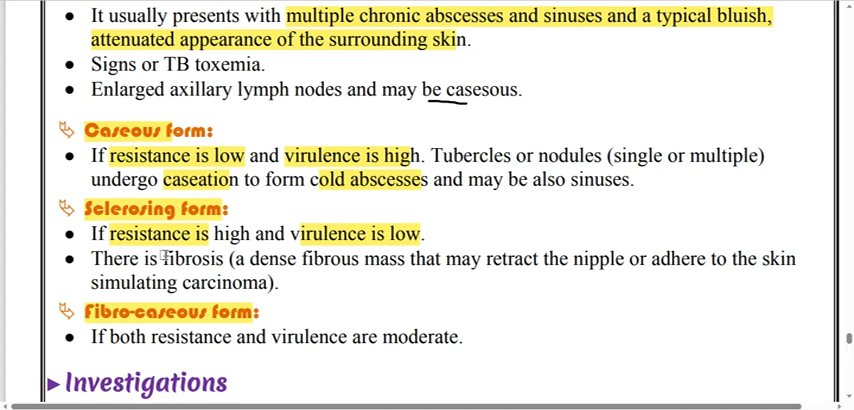 ● It usually presents with multiple chronic abscesses and sinuses and a typical bluish,
attenuated appearance of the surrounding skin.
● Signs or TB toxemia.
● Enlarged axillary lymph nodes and may be casesous.
Caseous form:
● If resistance is low and virulence is high. Tubercles or nodules (single or multiple)
undergo caseation to form cold abscesses and may be also sinuses.
Sclerosing form:
● If resistance is high and virulence is low.
● There is fibrosis (a dense fibrous mass that may retract the nipple or adhere to the skin
simulating carcinoma).
Fibro-caseous form:
● If both resistance and virulence are moderate.
► Investigations